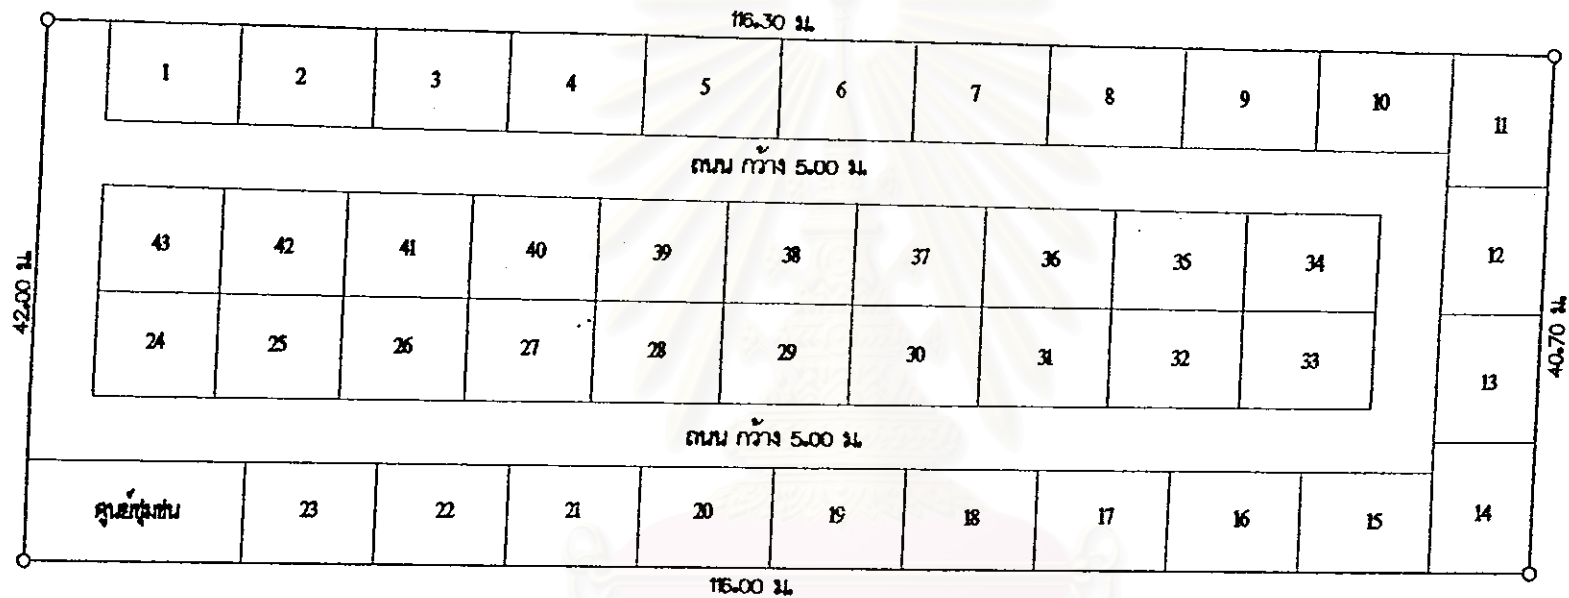 116.30 ม.
1 2 3 4 5 6 7 8 9 10 11
ถนน กว้าง 5.00 ม.
43 42 41 40 39 38 37 36 35 34 12
42.00 ม.
24 25 26 27 28 29 30 31 32 33 13
40.70 ม.
ถนน กว้าง 5.00 ม.
ศูนย์ชุมชน 23 22 21 20 19 18 17 16 15 14
116.00 ม.